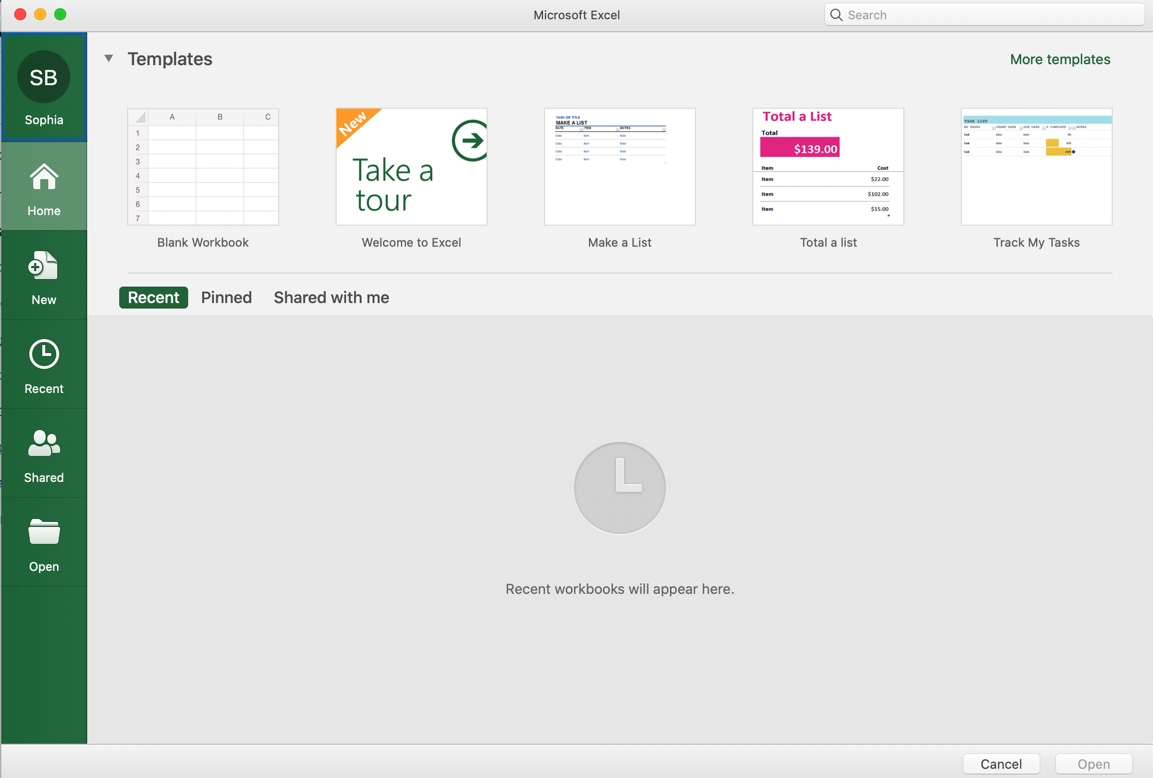 Microsoft Excel
Search
SB
Sophia
Home
New
Recent
Shared
Open
Templates
More templates
A B C
1
2
3
4
5
6
7
Blank Workbook
New
Take a
tour
Welcome to Excel
MAKE A LIST
Make a List
Total a List
Total
$139.00
Item Cost
Item $22.00
Item $102.00
Item $15.00
Total a list
TASK LIST
Track My Tasks
Recent Pinned Shared with me
Recent workbooks will appear here.
Cancel Open